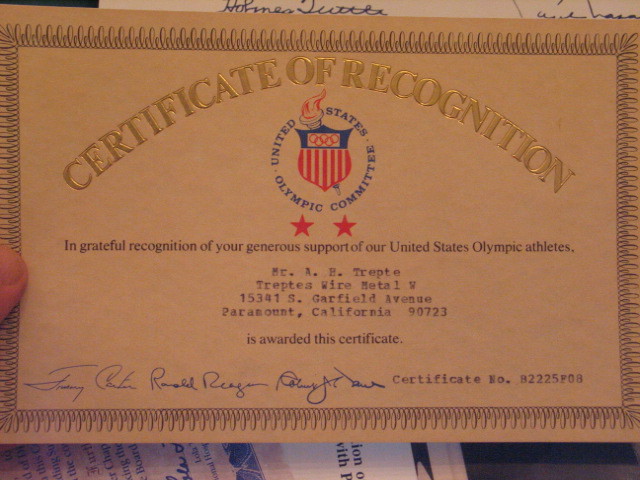 Holmes Tuttle
CERTIFICATE OF RECOGNITION
UNITED STATES
OLYMPIC COMMITTEE
In grateful recognition of your generous support of our United States Olympic athletes,
Mr. A. H. Trepte
Treptes Wire Metal W
15341 S. Garfield Avenue
Paramount, California 90723
is awarded this certificate.
Jimmy Carter Ronald Reagan
Certificate No. 82225F08